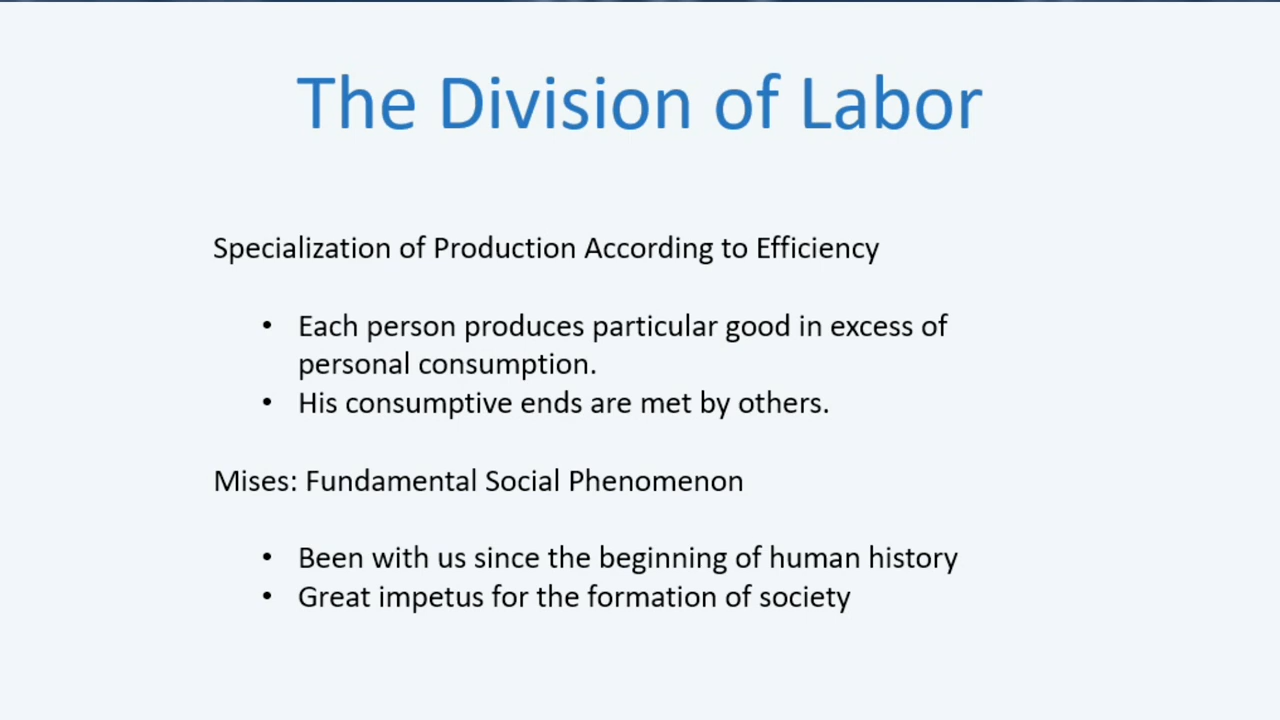 The Division of Labor
Specialization of Production According to Efficiency
• Each person produces particular good in excess of
personal consumption.
• His consumptive ends are met by others.
Mises: Fundamental Social Phenomenon
• Been with us since the beginning of human history
• Great impetus for the formation of society